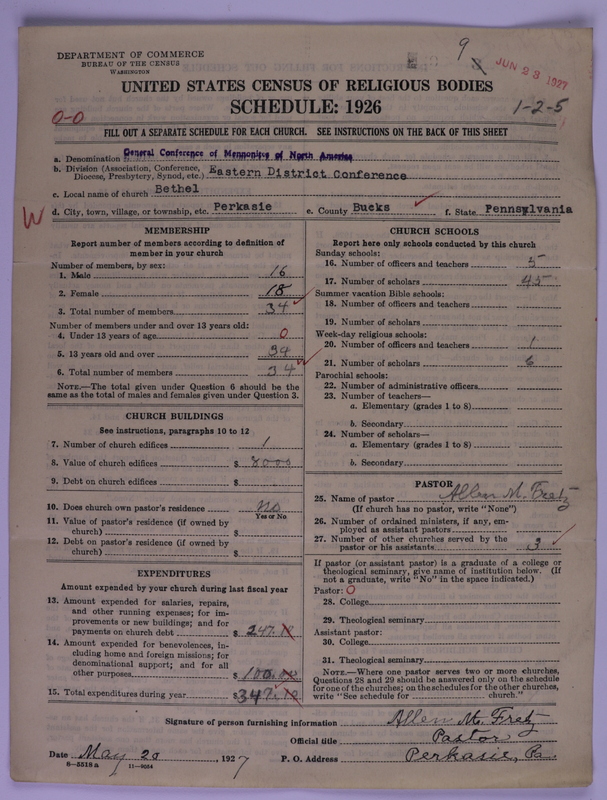 DEPARTMENT OF COMMERCE
BUREAU OF THE CENSUS
WASHINGTON
9
JUN 23 1927
UNITED STATES CENSUS OF RELIGIOUS BODIES
SCHEDULE: 1926
1-2-5
0-0
FILL OUT A SEPARATE SCHEDULE FOR EACH CHURCH. SEE INSTRUCTIONS ON THE BACK OF THIS SHEET
a. Denomination General Conference of Mennonites of North America
b. Division (Association, Conference, Diocese, Presbytery, Synod, etc.) Eastern District Conference
c. Local name of church Bethel
W
d. City, town, village, or township, etc. Perkasie e. County Bucks f. State Pennsylvania
MEMBERSHIP
Report number of members according to definition of
member in your church
Number of members, by sex:
1. Male 16
2. Female 18
3. Total number of members 34
Number of members under and over 13 years old:
4. Under 13 years of age 0
5. 13 years old and over 34
6. Total number of members 34
NOTE.—The total given under Question 6 should be
same as the total of males and females given under Question 3.
CHURCH BUILDINGS
See instructions, paragraphs 10 to 12
7. Number of church edifices 1
8. Value of church edifices $ 8000
9. Debt on church edifices $
10. Does church own pastor's residence No
Yes or No
11. Value of pastor's residence (if owned by
church) $
12. Debt on pastor's residence (if owned by
church) $
EXPENDITURES
Amount expended by your church during last fiscal year
13. Amount expended for salaries, repairs,
and other running expenses; for im-
provements or new buildings; and for
payments on church debt $ 247.
14. Amount expended for benevolences, in-
cluding home and foreign missions; for
denominational support; and for all
other purposes $ 100.00
15. Total expenditures during year $ 347.
CHURCH SCHOOLS
Report here only schools conducted by this church
Sunday schools:
16. Number of officers and teachers 5
17. Number of scholars 45
Summer vacation Bible schools:
18. Number of officers and teachers
19. Number of scholars
Week-day religious schools:
20. Number of officers and teachers 1
21. Number of scholars 6
Parochial schools:
22. Number of administrative officers
23. Number of teachers—
a. Elementary (grades 1 to 8)
b. Secondary
24. Number of scholars—
a. Elementary (grades 1 to 8)
b. Secondary
PASTOR
25. Name of pastor Allen M. Fretz
(If church has no pastor, write "None")
26. Number of ordained ministers, if any, em-
ployed as assistant pastors
27. Number of other churches served by the
pastor or his assistants 3
If pastor (or assistant pastor) is a graduate of a college or
theological seminary, give name of institution below. (If
not a graduate, write "No" in the space indicated.)
Pastor: 0
28. College
29. Theological seminary
Assistant pastor:
30. College
31. Theological seminary
NOTE.—Where one pastor serves two or more churches,
Questions 28 and 29 should be answered only on the schedule
for one of the churches; on the schedules for the other churches,
write "See schedule for church."
Signature of person furnishing information Allen M. Fretz
Official title Pastor
Date May 20 1927 P. O. Address Perkasie, Pa.
8—5518a 11—9054